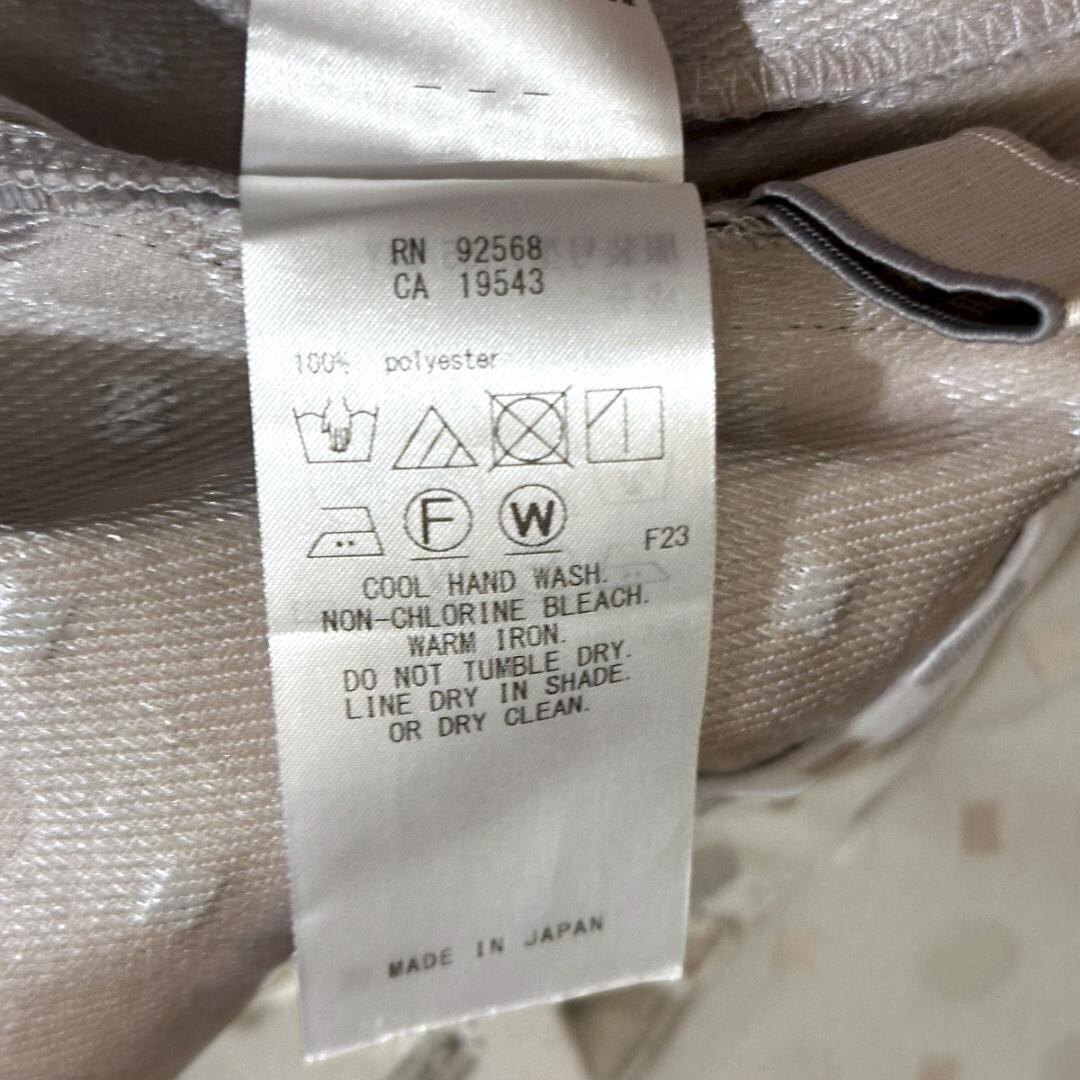 - - -
RN 92568
CA 19543
100% polyester
F W
F23
COOL HAND WASH.
NON-CHLORINE BLEACH.
WARM IRON.
DO NOT TUMBLE DRY.
LINE DRY IN SHADE.
OR DRY CLEAN.
MADE IN JAPAN